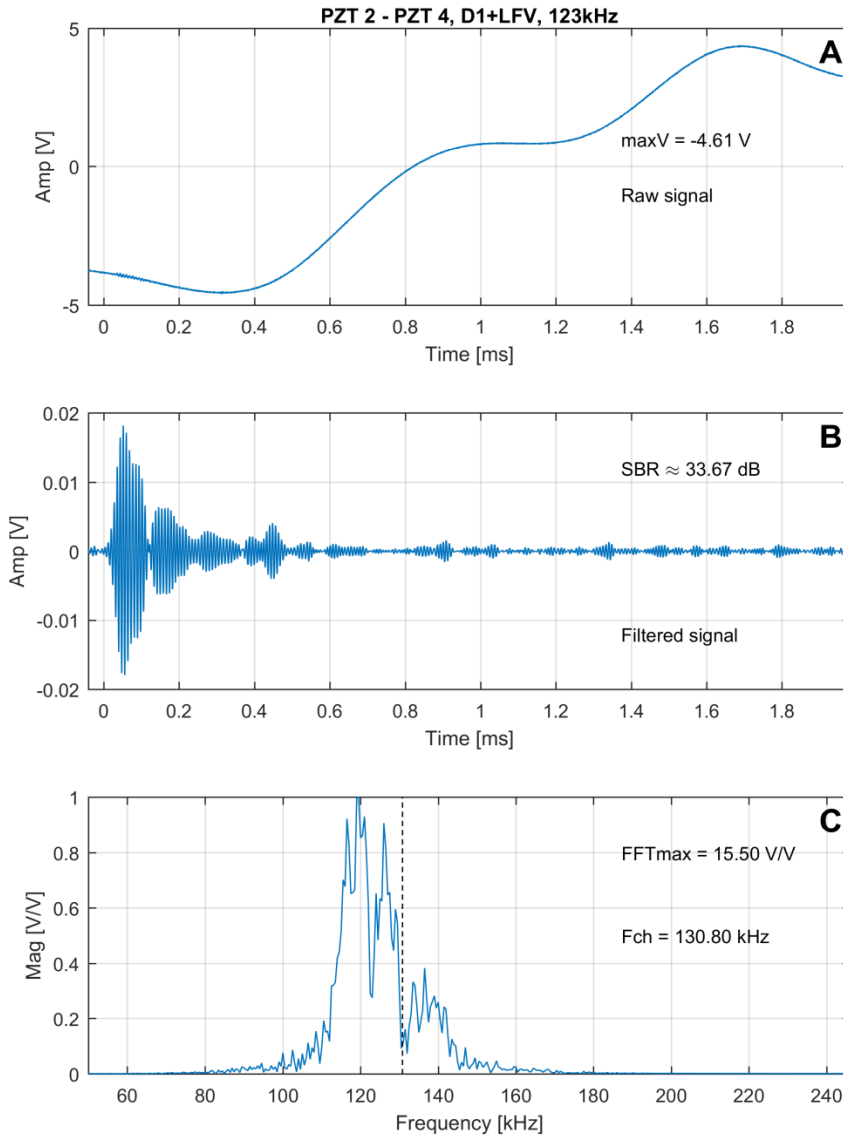 PZT 2 - PZT 4, D1+LFV, 123kHz
A
5
0
-5
Amp [V]
maxV = -4.61 V
Raw signal
0 0.2 0.4 0.6 0.8 1 1.2 1.4 1.6 1.8
Time [ms]
B
0.02
0.01
0
-0.01
-0.02
Amp [V]
SBR ≈ 33.67 dB
Filtered signal
0 0.2 0.4 0.6 0.8 1 1.2 1.4 1.6 1.8
Time [ms]
C
1
0.8
0.6
0.4
0.2
0
Mag [V/V]
FFTmax = 15.50 V/V
Fch = 130.80 kHz
60 80 100 120 140 160 180 200 220 240
Frequency [kHz]